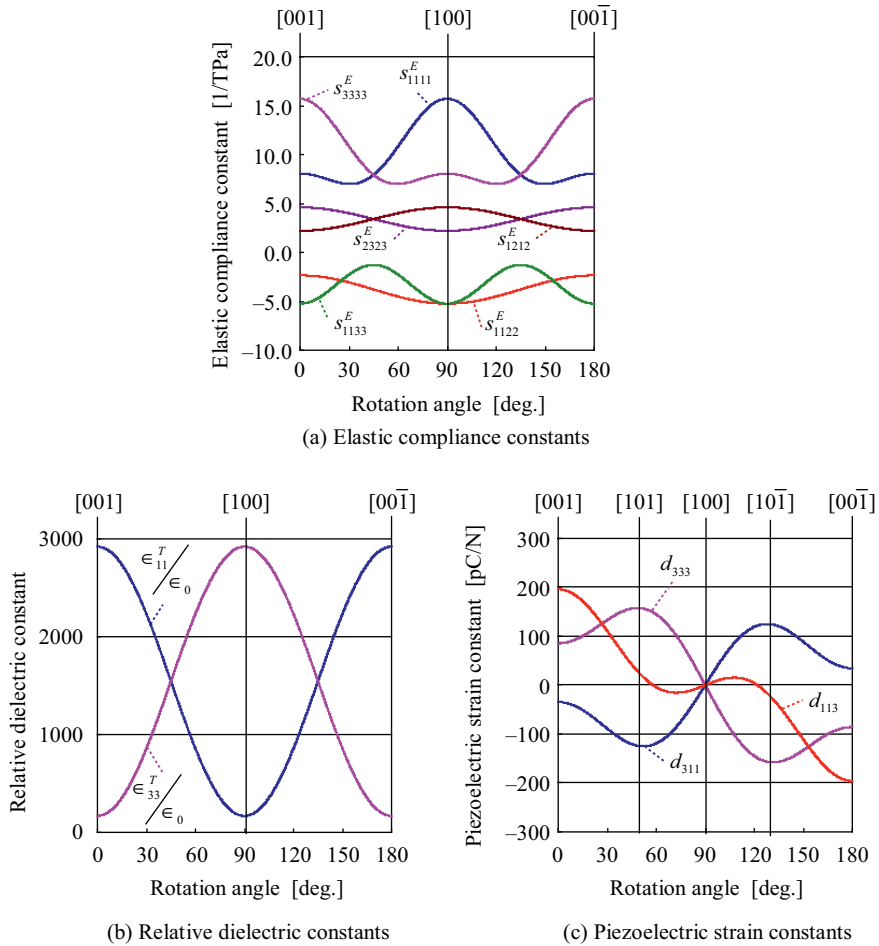 [001] [100] [001̅]
Elastic compliance constant [1/TPa]
20.0
15.0
10.0
5.0
0.0
−5.0
−10.0
s^E_3333
s^E_1111
s^E_2323
s^E_1212
s^E_1133
s^E_1122
0 30 60 90 120 150 180
Rotation angle [deg.]
(a) Elastic compliance constants
[001] [100] [001̅]
Relative dielectric constant
3000
2000
1000
0
∈^T_11/∈_0
∈^T_33/∈_0
0 30 60 90 120 150 180
Rotation angle [deg.]
(b) Relative dielectric constants
[001] [101] [100] [101̅] [001̅]
Piezoelectric strain constant [pC/N]
300
200
100
0
−100
−200
−300
d_333
d_113
d_311
0 30 60 90 120 150 180
Rotation angle [deg.]
(c) Piezoelectric strain constants